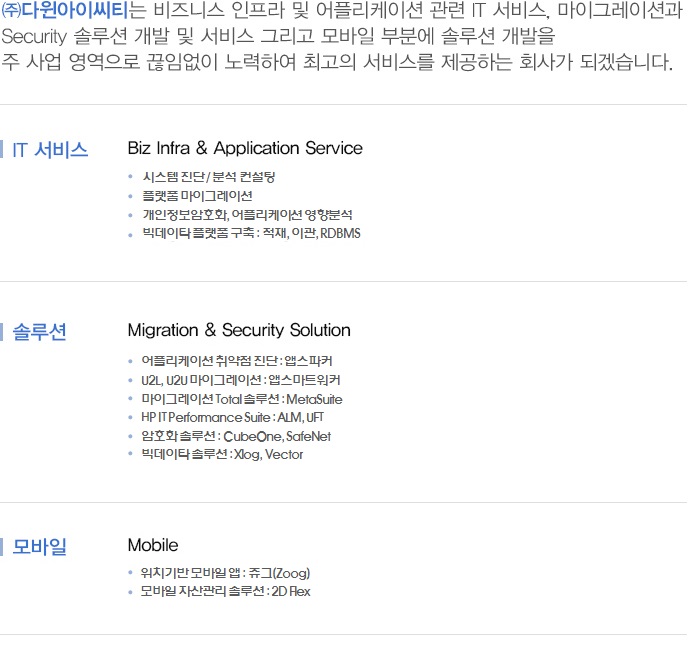 ㈜다윈아이씨티는 비즈니스 인프라 및 어플리케이션 관련 IT 서비스, 마이그레이션과
Security 솔루션 개발 및 서비스 그리고 모바일 부분에 솔루션 개발을
주 사업 영역으로 끊임없이 노력하여 최고의 서비스를 제공하는 회사가 되겠습니다.
IT 서비스
Biz Infra & Application Service
• 시스템 진단 / 분석 컨설팅
• 플랫폼 마이그레이션
• 개인정보암호화, 어플리케이션 영향분석
• 빅데이타 플랫폼 구축 : 적재, 이관, RDBMS
솔루션
Migration & Security Solution
• 어플리케이션 취약점 진단 : 앱스파커
• U2L, U2U 마이그레이션 : 앱스마트워커
• 마이그레이션 Total 솔루션 : MetaSuite
• HP IT Performance Suite : ALM, UFT
• 암호화 솔루션 : CubeOne, SafeNet
• 빅데이타 솔루션 : Xlog, Vector
모바일
Mobile
• 위치기반 모바일 앱 : 쥬그(Zoog)
• 모바일 자산관리 솔루션 : 2D Flex